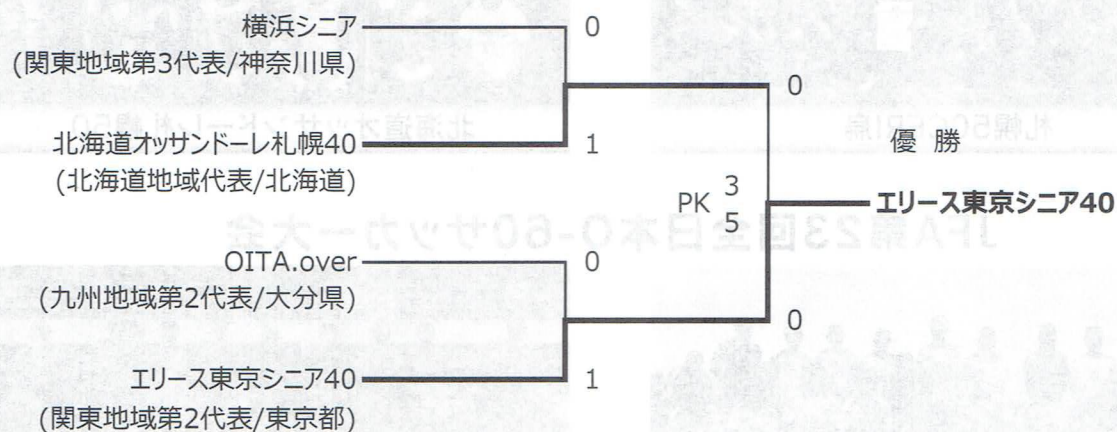 横浜シニア 0
(関東地域第3代表/神奈川県)
0
北海道オッサンドーレ札幌40 1
(北海道地域代表/北海道)
優 勝
PK 3
5
エリース東京シニア40
OITA.over 0
(九州地域第2代表/大分県)
0
エリース東京シニア40 1
(関東地域第2代表/東京都)